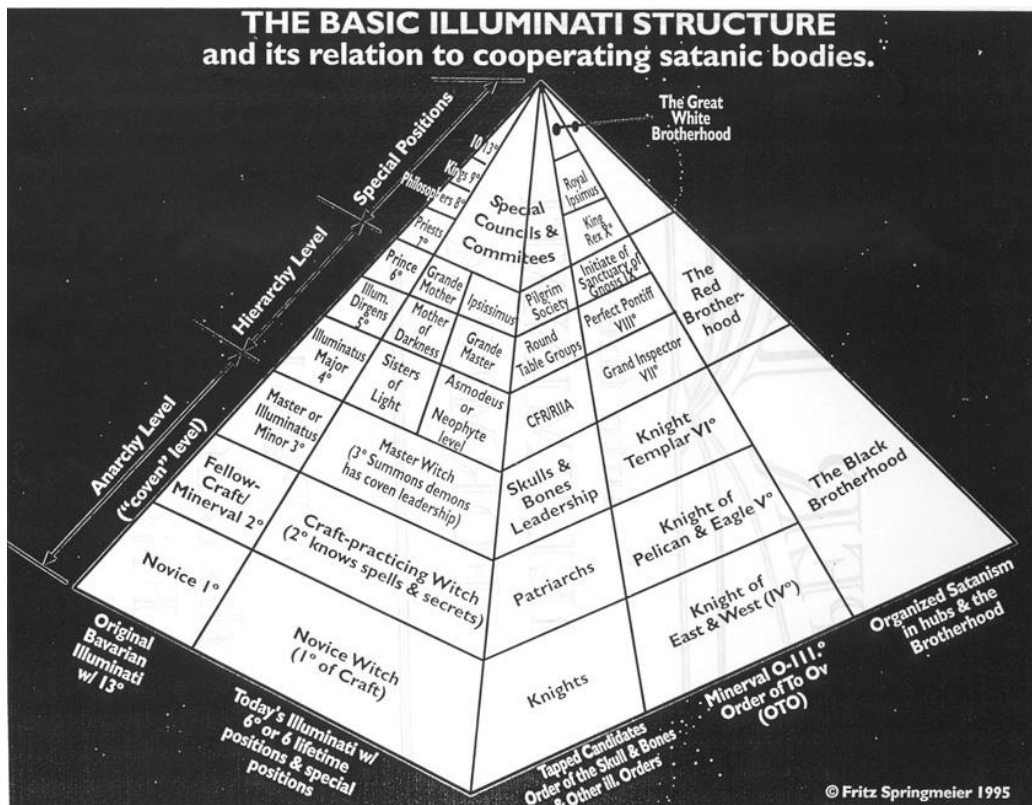 THE BASIC ILLUMINATI STRUCTURE
and its relation to cooperating satanic bodies.
The Great
White
Brotherhood
Special Positions
Hierarchy Level
Anarchy Level
("coven" level)
10 13°
Kings 9°
Philosophers 8°
Priests
7°
Prince
6°
Illum.
Dirgens
5°
Illuminatus
Major
4°
Master or
Illuminatus
Minor 3°
Fellow-
Craft/
Minerval 2°
Novice 1°
Special
Councils &
Commitees
Grande
Mother
Ipsissimus
Mother
of
Darkness
Grande
Master
Sisters
of
Light
Asmodeus
or
Neophyte
level
Master Witch
(3° Summons demons
has coven leadership)
Craft-practicing Witch
(2° knows spells & secrets)
Novice Witch
(1° of Craft)
Pilgrim
Society
Round
Table Groups
CFR/RIIA
Skulls &
Bones
Leadership
Patriarchs
Knights
Royal
Ipsimus
King
Rex X°
Initiate of
Sanctuary of
Gnosis IX°
Perfect Pontiff
VIII°
Grand Inspector
VII°
Knight
Templar VI°
Knight of
Pelican & Eagle V°
Knight of
East & West (IV°)
The
Red
Brother-
hood
The Black
Brotherhood
Original
Bavarian
Illuminati
w/ 13°
Today's Illuminati w/
6° or 6 lifetime
positions & special
positions
Tapped Candidates
Order of the Skull & Bones
& Other ill. Orders
Minerval O-111.°
Order of To Ov
(OTO)
Organized Satanism
in hubs & the
Brotherhood
© Fritz Springmeier 1995